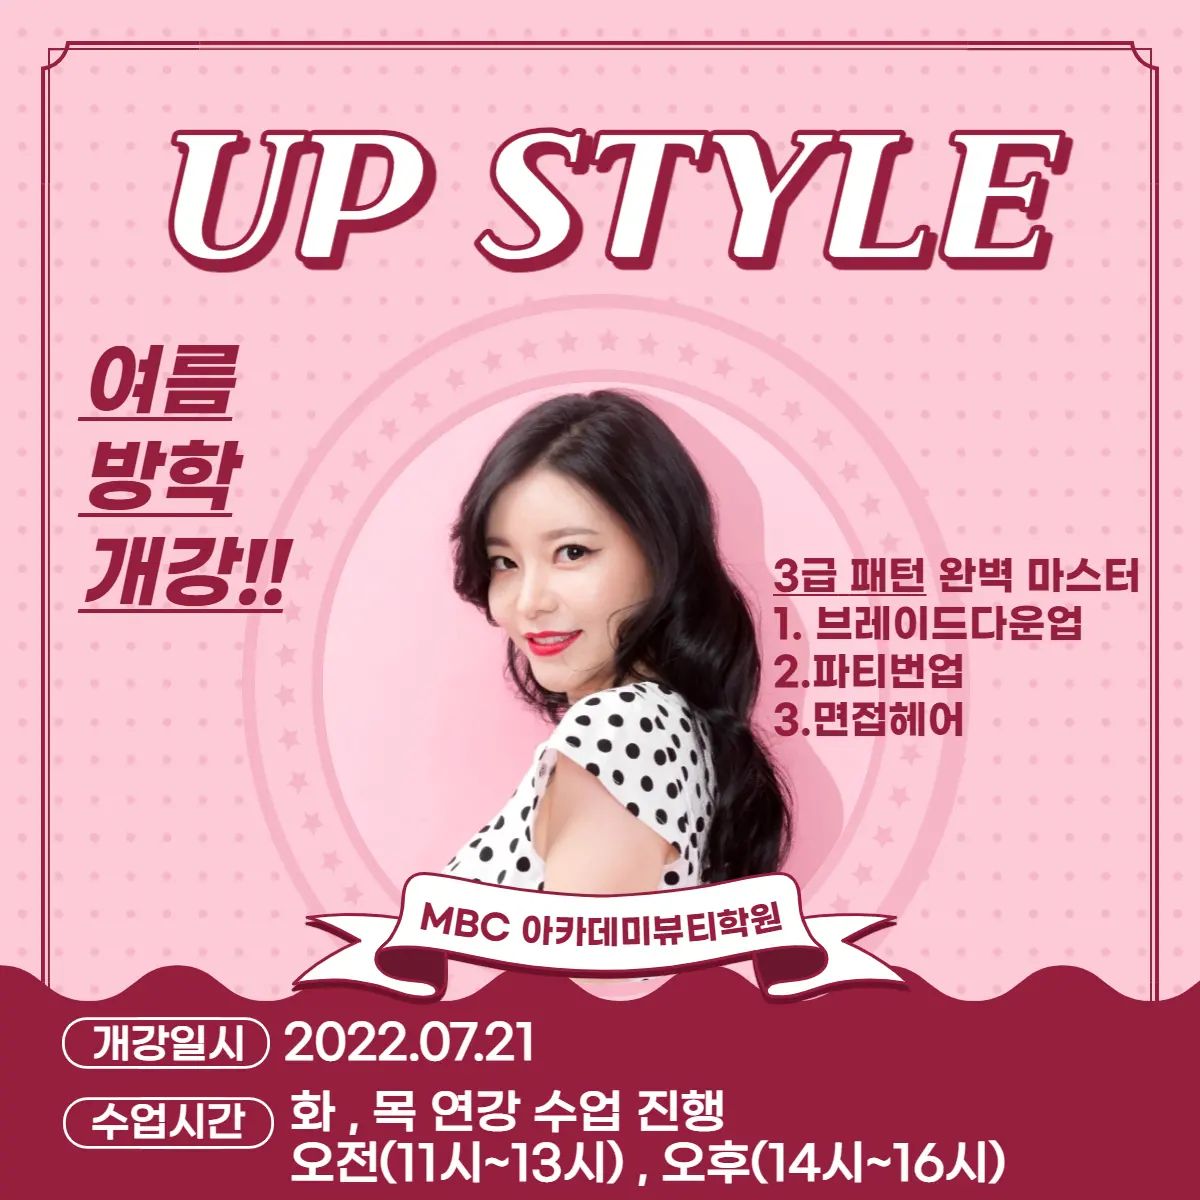 UP STYLE
여름
방학
개강!!
3급 패턴 완벽 마스터
1. 브레이드다운업
2.파티번업
3.면접헤어
MBC 아카데미뷰티학원
개강일시 2022.07.21
수업시간 화 , 목 연강 수업 진행
오전(11시~13시) , 오후(14시~16시)